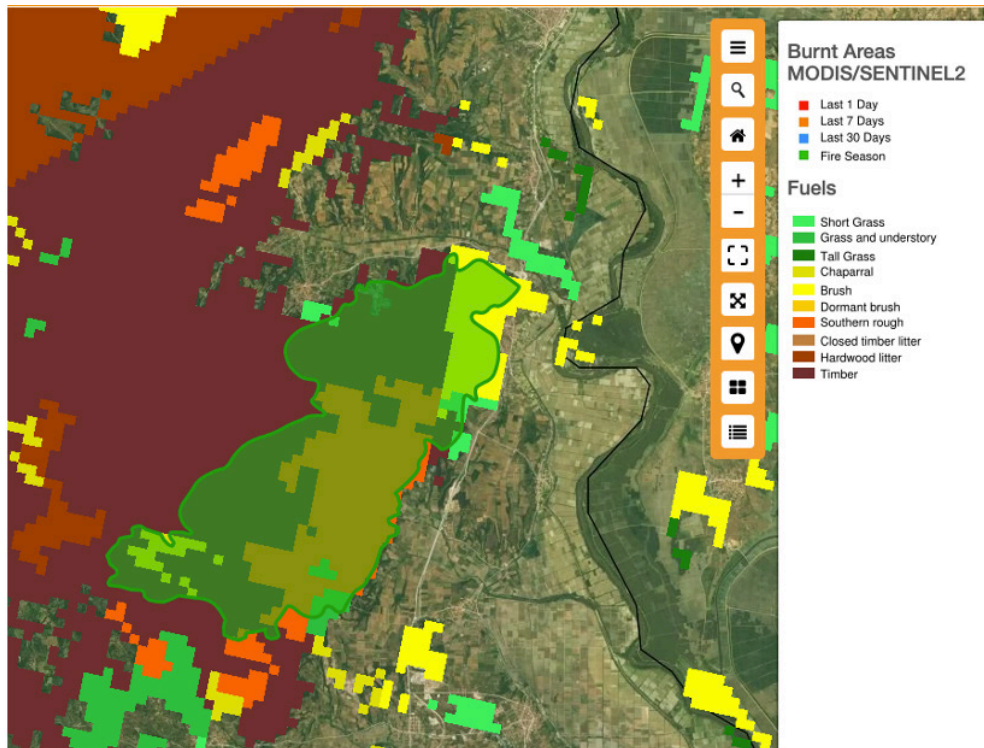 Burnt Areas
MODIS/SENTINEL2
Last 1 Day
Last 7 Days
Last 30 Days
Fire Season
Fuels
Short Grass
Grass and understory
Tall Grass
Chaparral
Brush
Dormant brush
Southern rough
Closed timber litter
Hardwood litter
Timber